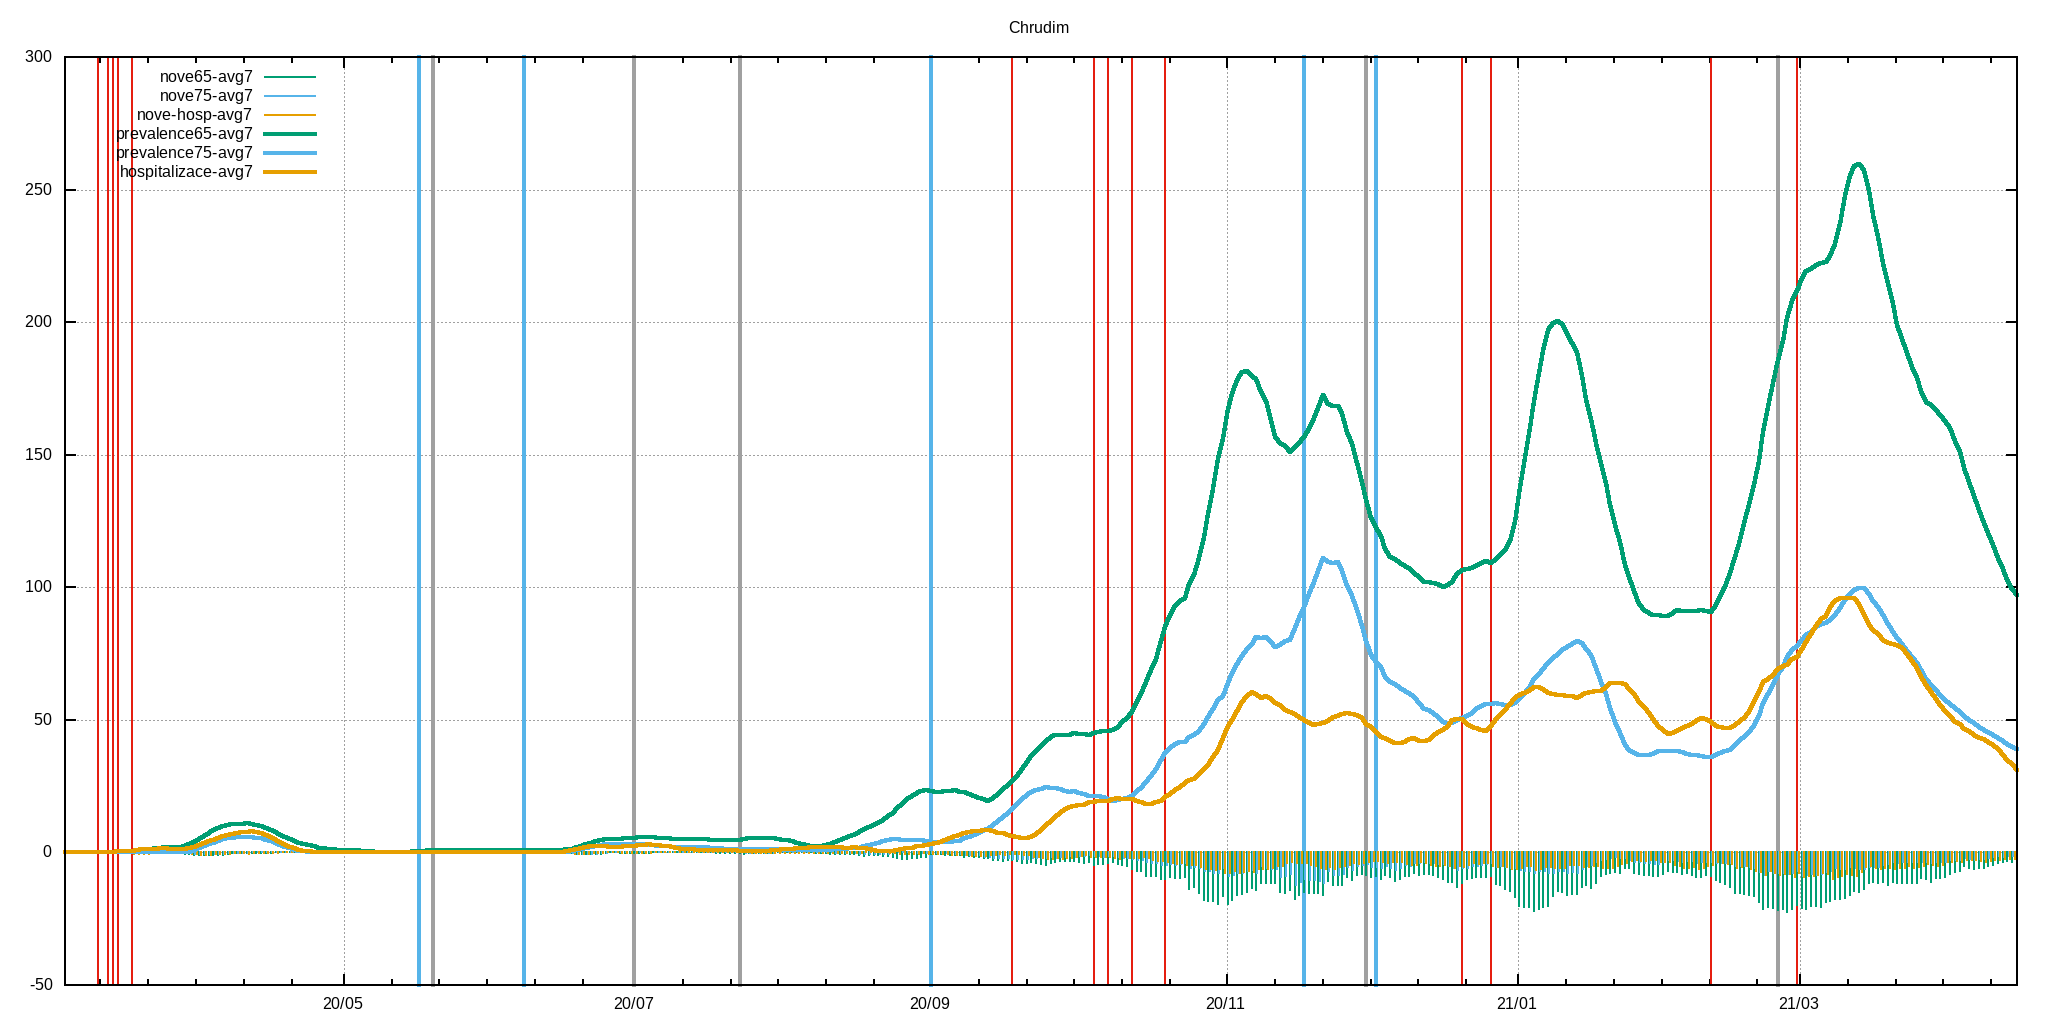 Chrudim
300
nove65-avg7
nove75-avg7
nove-hosp-avg7
prevalence65-avg7
prevalence75-avg7
hospitalizace-avg7
250
200
150
100
50
0
-50
20/05 20/07 20/09 20/11 21/01 21/03